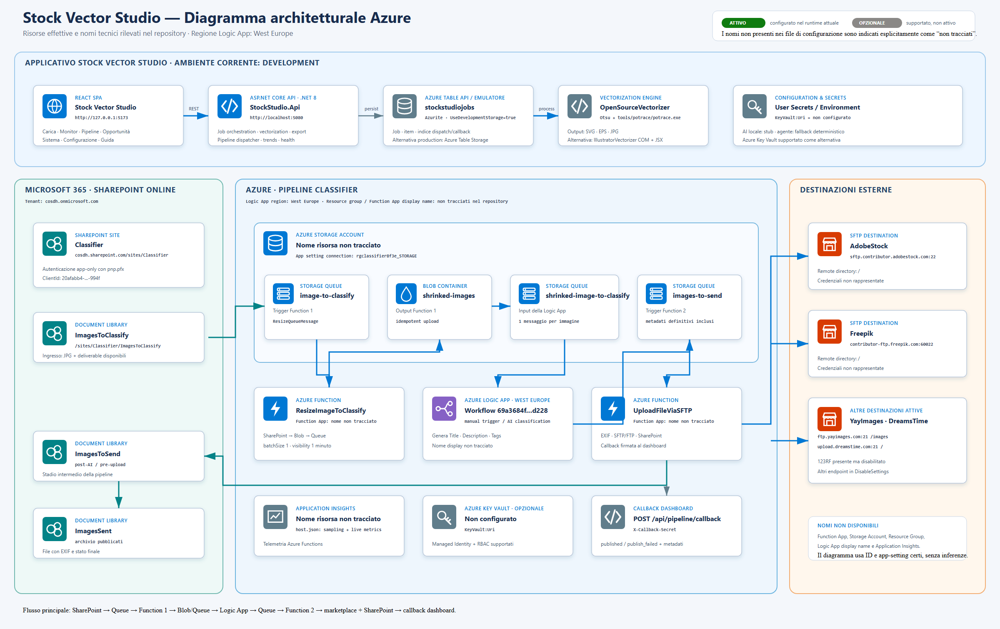 Stock Vector Studio — Diagramma architetturale Azure
Risorse effettive e nomi tecnici rilevati nel repository · Regione Logic App: West Europe
ATTIVO
configurato nel runtime attuale
OPZIONALE
supportato, non attivo
I nomi non presenti nei file di configurazione sono indicati esplicitamente come “non tracciati”.
APPLICATIVO STOCK VECTOR STUDIO · AMBIENTE CORRENTE: DEVELOPMENT
REACT SPA
Stock Vector Studio
http://127.0.0.1:5173
Carica · Monitor · Pipeline · Opportunità
Sistema · Configurazione · Guida
REST
ASP.NET CORE API · .NET 8
StockStudio.Api
http://localhost:5080
Job orchestration · vectorization · export
Pipeline dispatcher · trends · health
persist
AZURE TABLE API / EMULATORE
stockstudiojobs
Azurite · UseDevelopmentStorage=true
Job · item · indice dispatch/callback
Alternativa production: Azure Table Storage
process
VECTORIZATION ENGINE
OpenSourceVectorizer
Otsu + tools/potrace/potrace.exe
Output: SVG · EPS · JPG
Alternativa: IllustratorVectorizer COM + JSX
CONFIGURATION & SECRETS
User Secrets / Environment
KeyVault:Uri = non configurato
AI locale: stub · agente: fallback deterministico
Azure Key Vault supportato come alternativa
MICROSOFT 365 · SHAREPOINT ONLINE
Tenant: cosdh.onmicrosoft.com
SHAREPOINT SITE
Classifier
cosdh.sharepoint.com/sites/Classifier
Autenticazione app-only con pnp.pfx
ClientId: 20afabb4-...-994f
DOCUMENT LIBRARY
ImagesToClassify
/sites/Classifier/ImagesToClassify
Ingresso: JPG + deliverable disponibili
DOCUMENT LIBRARY
ImagesToSend
post-AI / pre-upload
Stadio intermedio della pipeline
DOCUMENT LIBRARY
ImagesSent
archivio pubblicati
File con EXIF e stato finale
AZURE · PIPELINE CLASSIFIER
Logic App region: West Europe · Resource group / Function App display name: non tracciati nel repository
AZURE STORAGE ACCOUNT
Nome risorsa non tracciato
App setting connection: rgclassifier8f3e_STORAGE
STORAGE QUEUE
image-to-classify
Trigger Function 1
ResizeQueueMessage
BLOB CONTAINER
shrinked-images
Output Function 1
idempotent upload
STORAGE QUEUE
shrinked-image-to-classify
Input della Logic App
1 messaggio per immagine
STORAGE QUEUE
images-to-send
Trigger Function 2
metadati definitivi inclusi
AZURE FUNCTION
ResizeImageToClassify
Function App: nome non tracciato
SharePoint → Blob → Queue
batchSize 1 · visibility 1 minuto
AZURE LOGIC APP · WEST EUROPE
Workflow 69a3684f...d228
manual trigger / AI classification
Genera Title · Description · Tags
Nome display non tracciato
AZURE FUNCTION
UploadFileViaSFTP
Function App: nome non tracciato
EXIF · SFTP/FTP · SharePoint
Callback firmata al dashboard
APPLICATION INSIGHTS
Nome risorsa non tracciato
host.json: sampling + live metrics
Telemetria Azure Functions
AZURE KEY VAULT · OPZIONALE
Non configurato
KeyVault:Uri
Managed Identity + RBAC supportati
CALLBACK DASHBOARD
POST /api/pipeline/callback
X-Callback-Secret
published / publish_failed + metadati
DESTINAZIONI ESTERNE
SFTP DESTINATION
AdobeStock
sftp.contributor.adobestock.com:22
Remote directory: /
Credenziali non rappresentate
SFTP DESTINATION
Freepik
contributor-ftp.freepik.com:60022
Remote directory: /
Credenziali non rappresentate
ALTRE DESTINAZIONI ATTIVE
YayImages · DreamsTime
ftp.yayimages.com:21 /images
upload.dreamstime.com:21 /
123RF presente ma disabilitato
Altri endpoint in DisableSettings
NOMI NON DISPONIBILI
Function App, Storage Account, Resource Group,
Logic App display name e Application Insights.
Il diagramma usa ID e app-setting certi, senza inferenze.
Flusso principale: SharePoint → Queue → Function 1 → Blob/Queue → Logic App → Queue → Function 2 → marketplace + SharePoint → callback dashboard.